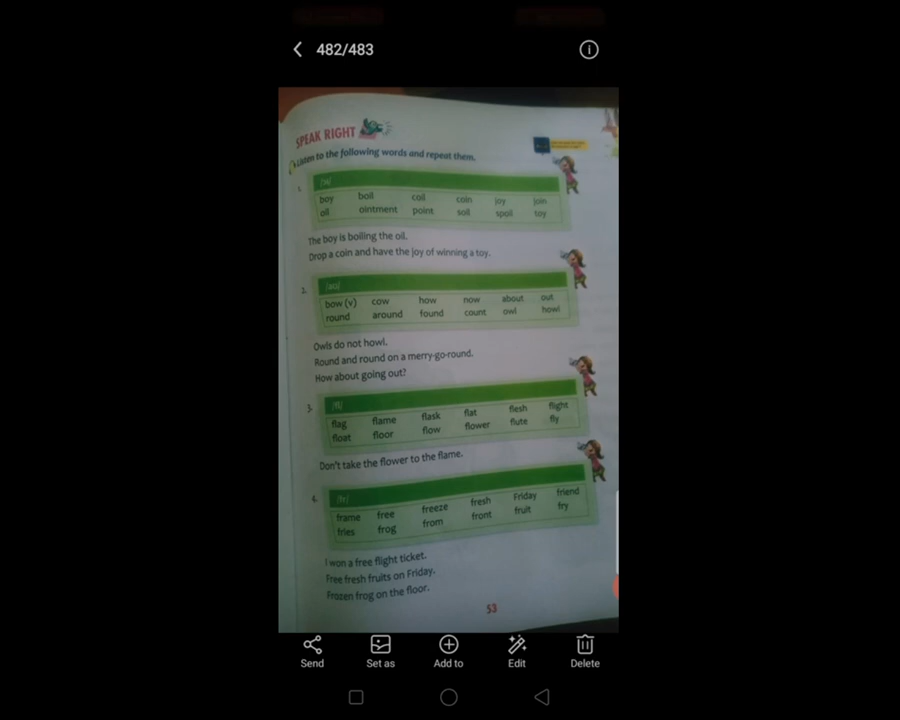 482/483
SPEAK RIGHT
Listen to the following words and repeat them.
1.
/ɔɪ/
boy boil coil coin joy join
oil ointment point soil spoil toy
The boy is boiling the oil.
Drop a coin and have the joy of winning a toy.
2.
/aʊ/
bow (v) cow how now about out
round around found count owl howl
Owls do not howl.
Round and round on a merry-go-round.
How about going out?
3.
/fl/
flag flame flask flat flesh flight
float floor flow flower flute fly
Don't take the flower to the flame.
4.
/fr/
frame free freeze fresh Friday friend
fries frog from front fruit fry
I won a free flight ticket.
Free fresh fruits on Friday.
Frozen frog on the floor.
53
Send Set as Add to Edit Delete